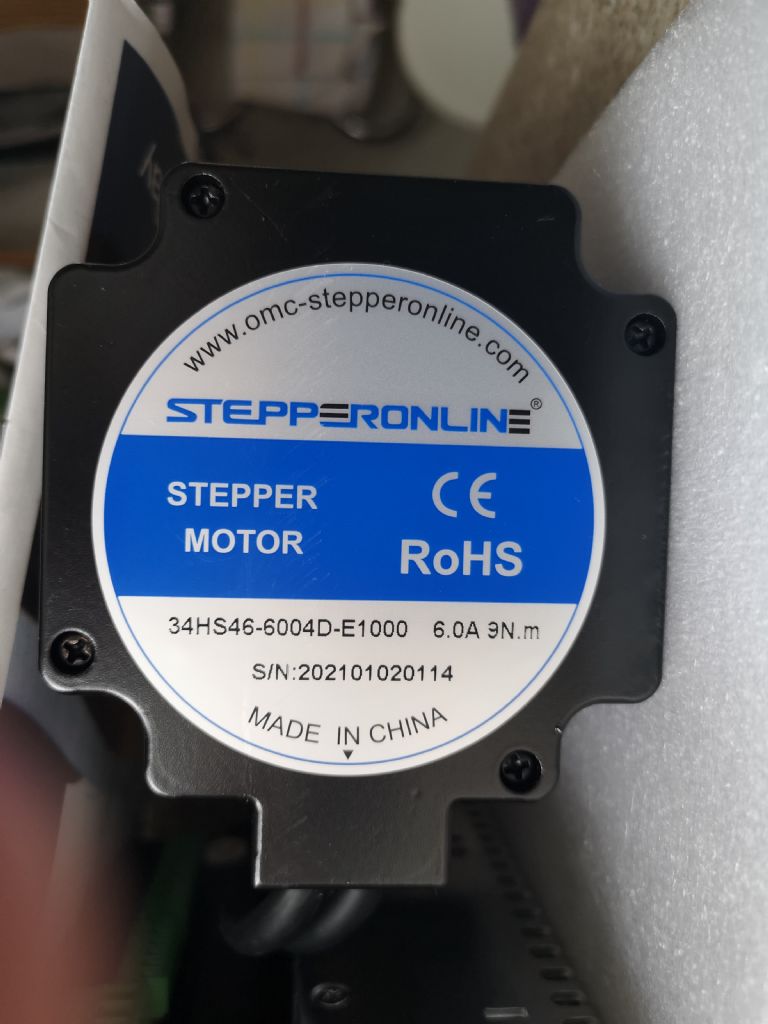 www.omc-stepperonline.com
STEPPERONLINE®
STEPPER
MOTOR
CE
RoHS
34HS46-6004D-E1000 6.0A 9N.m
S/N:202101020114
MADE IN CHINA